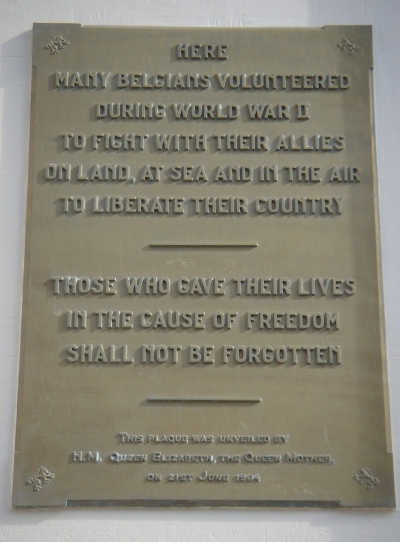 HERE
MANY BELGIANS VOLUNTEERED
DURING WORLD WAR II
TO FIGHT WITH THEIR ALLIES
ON LAND, AT SEA AND IN THE AIR
TO LIBERATE THEIR COUNTRY
THOSE WHO GAVE THEIR LIVES
IN THE CAUSE OF FREEDOM
SHALL NOT BE FORGOTTEN
THIS PLAQUE WAS UNVEILED BY
H.M. QUEEN ELIZABETH, THE QUEEN MOTHER,
ON 21ST JUNE 1964